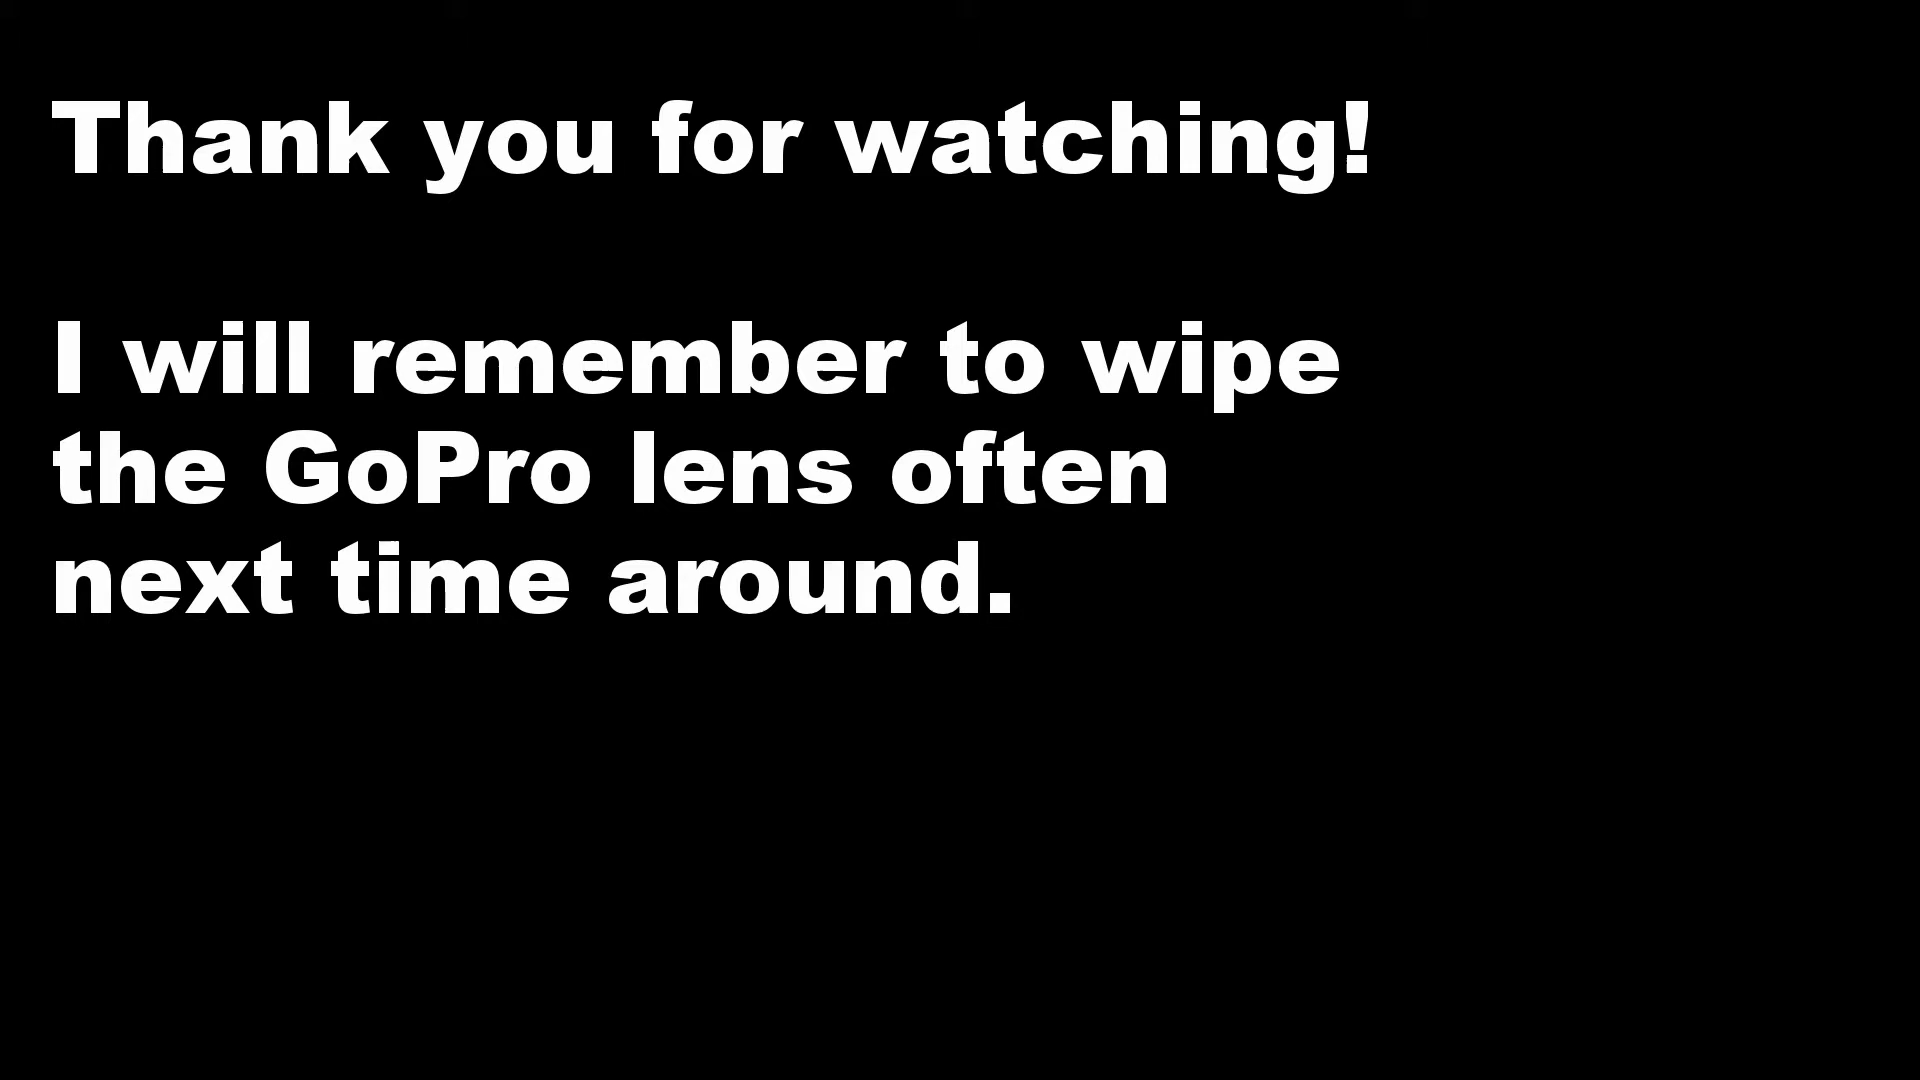 Thank you for watching!
I will remember to wipe
the GoPro lens often
next time around.